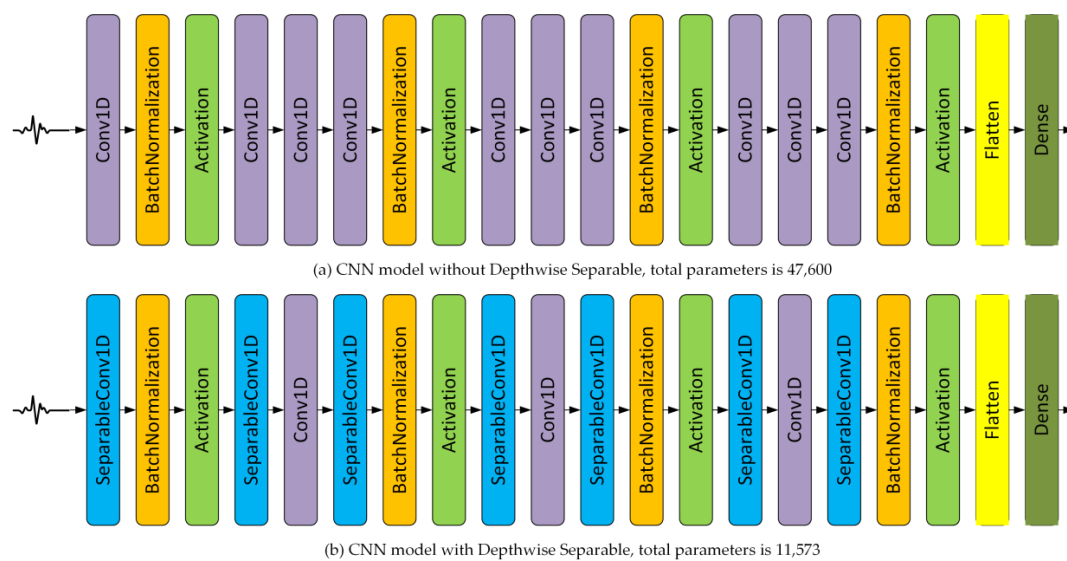 Conv1D
BatchNormalization
Activation
Conv1D
Conv1D
Conv1D
BatchNormalization
Activation
Conv1D
Conv1D
Conv1D
BatchNormalization
Activation
Conv1D
Conv1D
Conv1D
BatchNormalization
Activation
Flatten
Dense
(a) CNN model without Depthwise Separable, total parameters is 47,600
SeparableConv1D
BatchNormalization
Activation
SeparableConv1D
Conv1D
SeparableConv1D
BatchNormalization
Activation
SeparableConv1D
Conv1D
SeparableConv1D
BatchNormalization
Activation
SeparableConv1D
Conv1D
SeparableConv1D
BatchNormalization
Activation
Flatten
Dense
(b) CNN model with Depthwise Separable, total parameters is 11,573